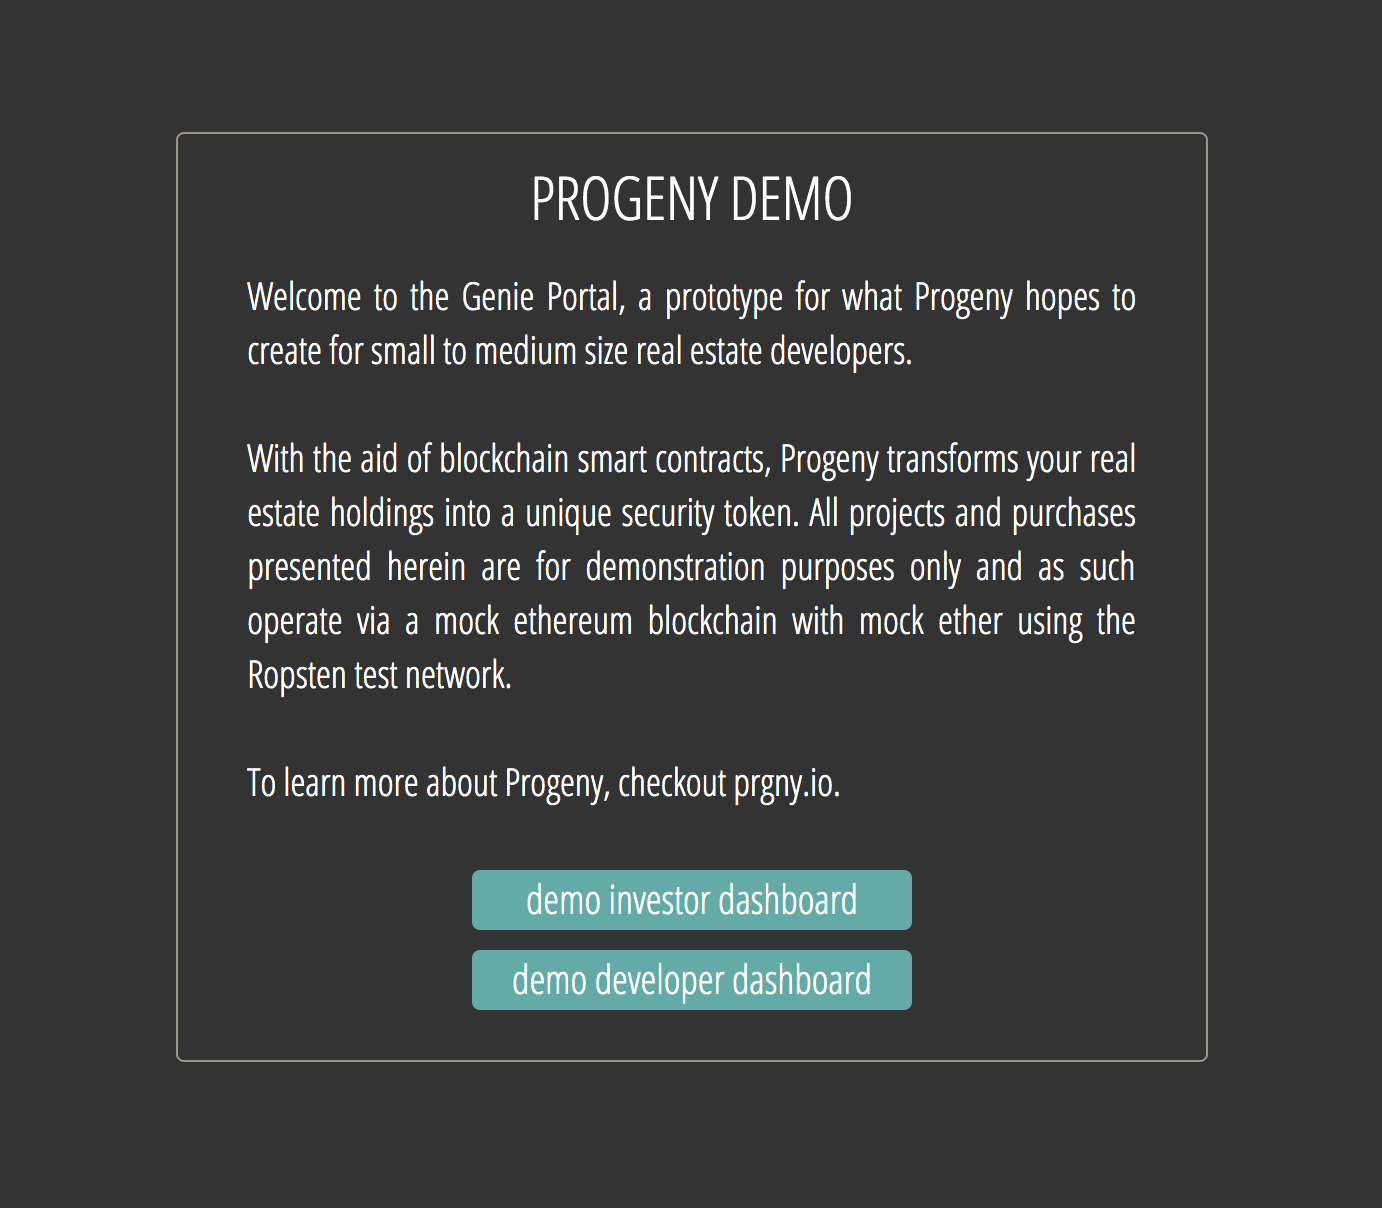 PROGENY DEMO
Welcome to the Genie Portal, a prototype for what Progeny hopes to
create for small to medium size real estate developers.
With the aid of blockchain smart contracts, Progeny transforms your real
estate holdings into a unique security token. All projects and purchases
presented herein are for demonstration purposes only and as such
operate via a mock ethereum blockchain with mock ether using the
Ropsten test network.
To learn more about Progeny, checkout prgny.io.
demo investor dashboard
demo developer dashboard